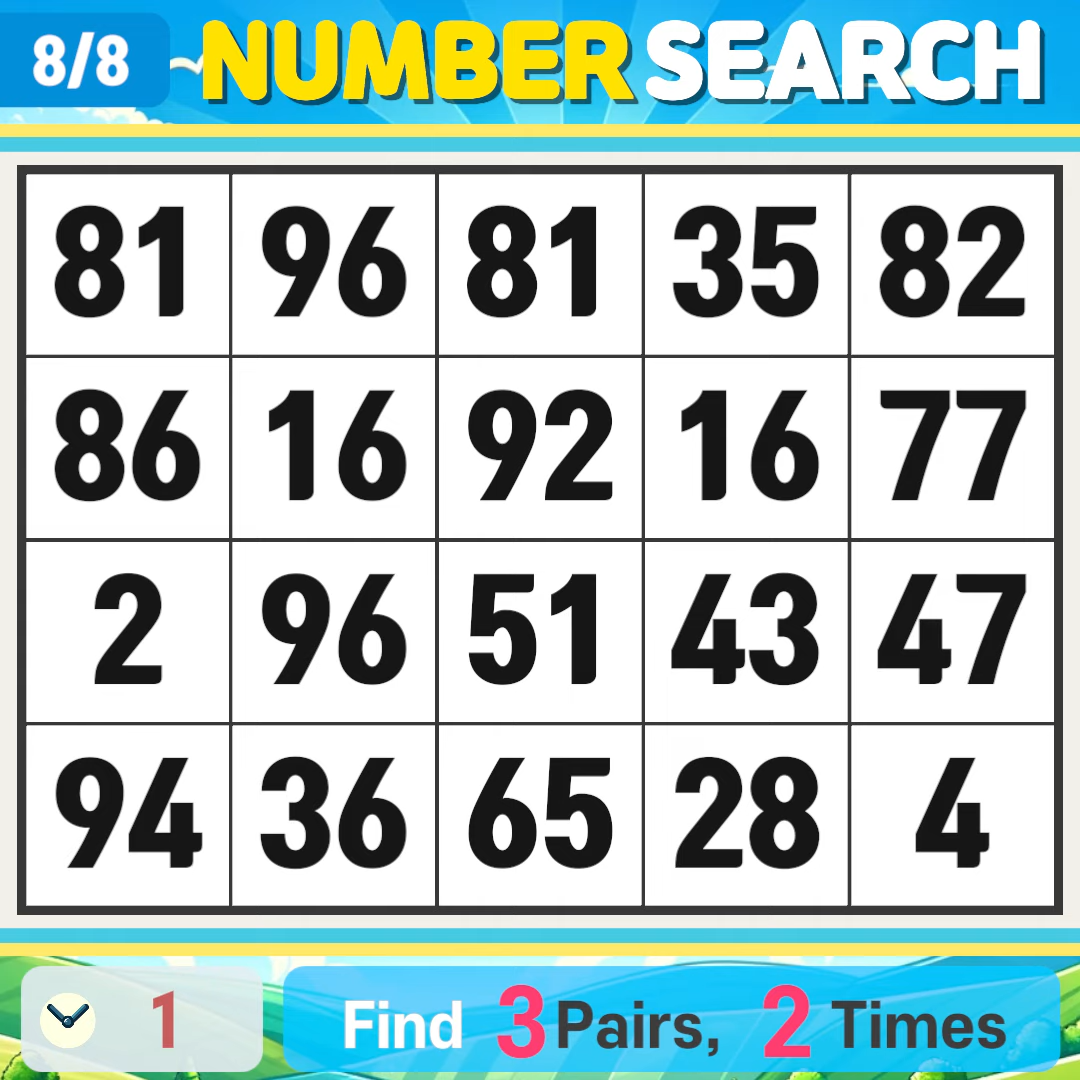 8/8 NUMBER SEARCH
81 96 81 35 82
86 16 92 16 77
2 96 51 43 47
94 36 65 28 4
1 Find 3 Pairs, 2 Times